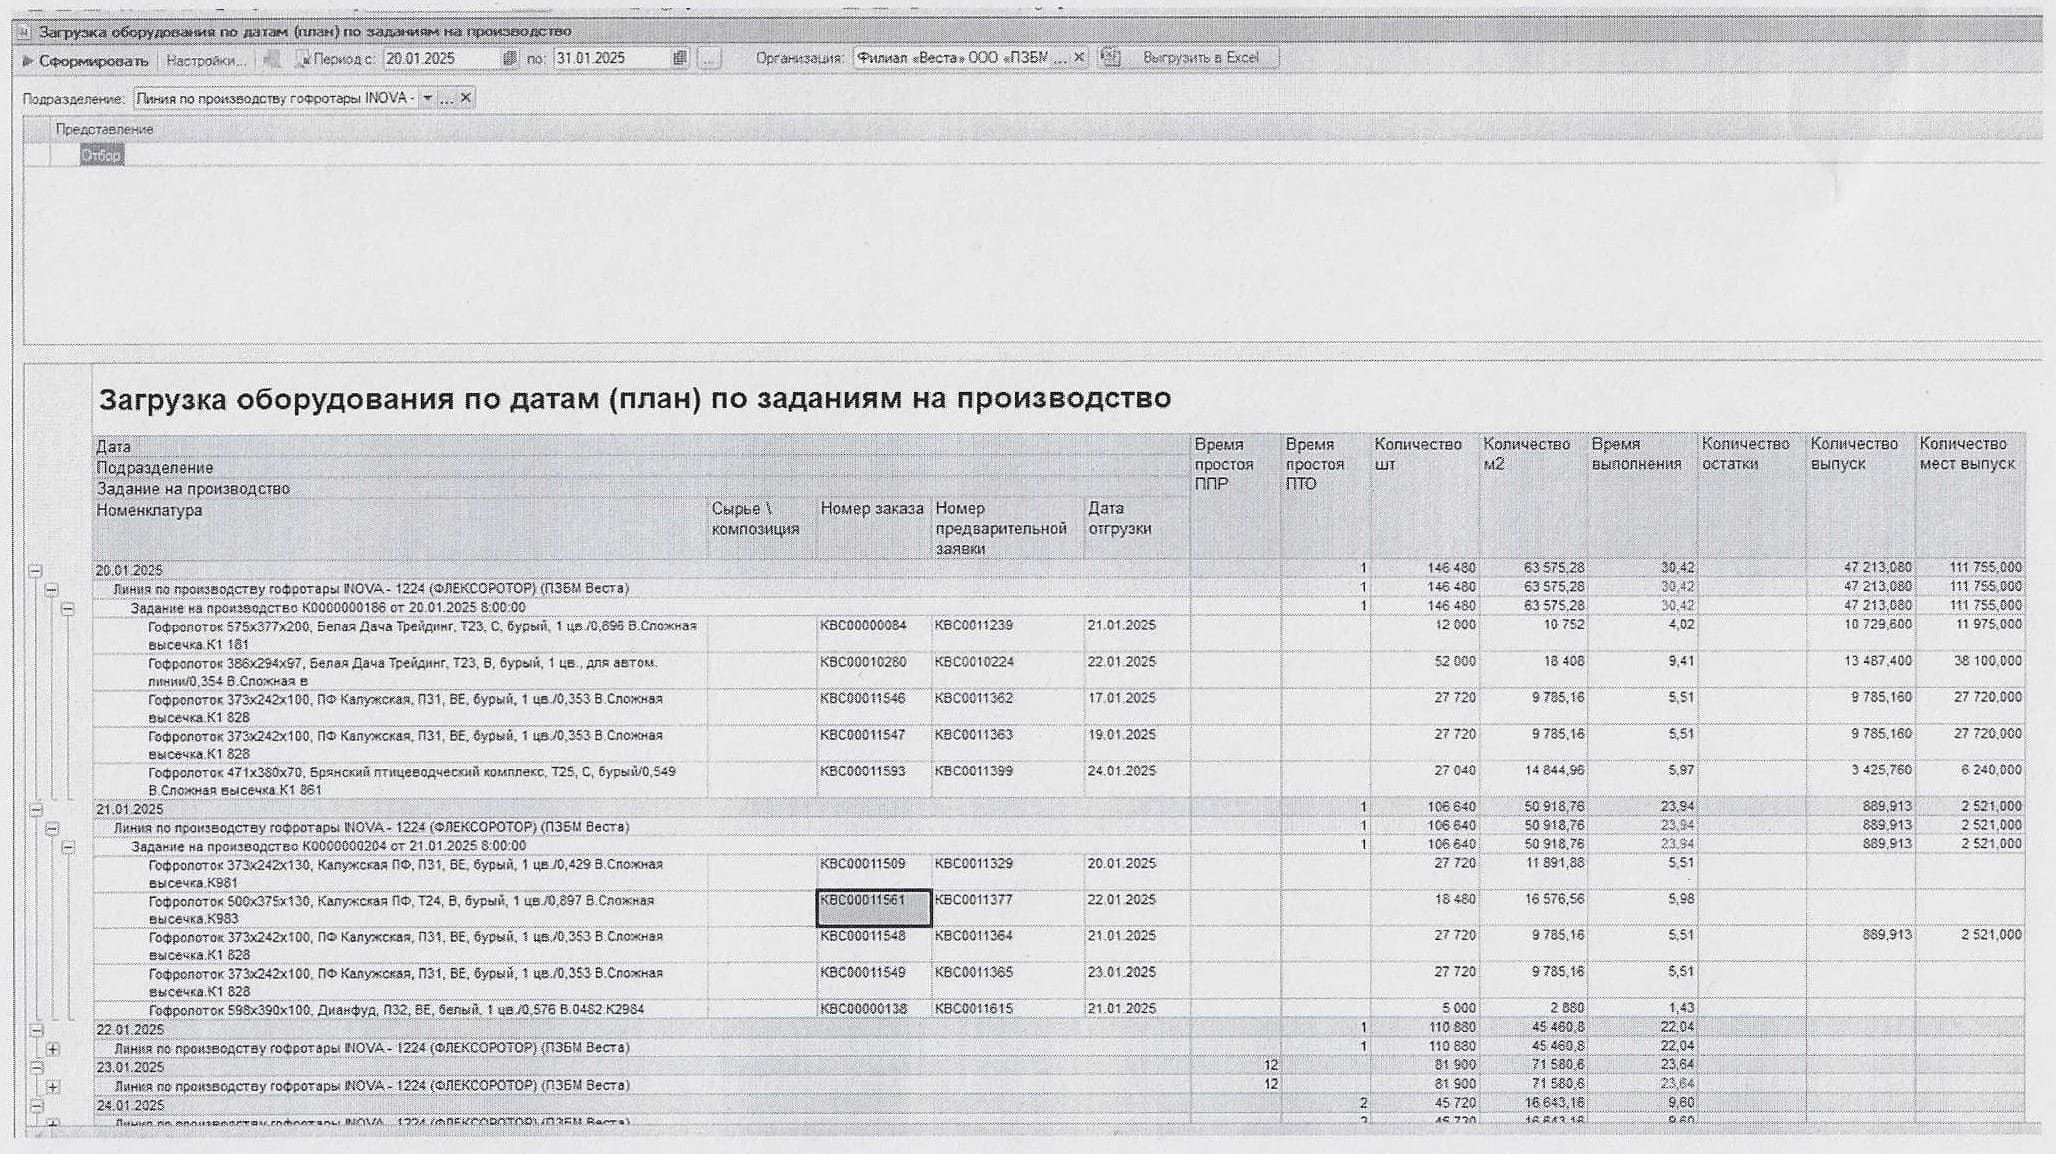 Загрузка оборудования по датам (план) по заданиям на производство
Сформировать Настройки... Период с: 20.01.2025 по: 31.01.2025 ... Организация: Филиал «Веста» ООО «ПЗБМ ... × Выгрузить в Excel
Подразделение: Линия по производству гофротары INOVA - ... ×
Представление
Отбор
Загрузка оборудования по датам (план) по заданиям на производство
Дата
Подразделение
Задание на производство
Номенклатура
Сырье \
композиция
Номер заказа
Номер
предварительной
заявки
Дата
отгрузки
Время
простоя
ППР
Время
простоя
ПТО
Количество
шт
Количество
м2
Время
выполнения
Количество
остатки
Количество
выпуск
Количество
мест выпуск
20.01.2025 1 146 480 63 575,28 30,42 47 213,080 111 755,000
Линия по производству гофротары INOVA - 1224 (ФЛЕКСОРОТОР) (ПЗБМ Веста) 1 146 480 63 575,28 30,42 47 213,080 111 755,000
Задание на производство К0000000186 от 20.01.2025 8:00:00 1 146 480 63 575,28 30,42 47 213,080 111 755,000
Гофролоток 575x377x200, Белая Дача Трейдинг, Т23, С, бурый, 1 цв./0,896 В.Сложная КВС00000084 КВС0011239 21.01.2025 12 000 10 752 4,02 10 729,600 11 975,000
высечка.К1 181
Гофролоток 386x294x97, Белая Дача Трейдинг, Т23, В, бурый, 1 цв., для автом. КВС00010280 КВС0010224 22.01.2025 52 000 18 408 9,41 13 487,400 38 100,000
линии/0,354 В.Сложная в
Гофролоток 373x242x100, ПФ Калужская, П31, ВЕ, бурый, 1 цв./0,353 В.Сложная КВС00011546 КВС0011362 17.01.2025 27 720 9 785,16 5,51 9 785,160 27 720,000
высечка.К1 828
Гофролоток 373x242x100, ПФ Калужская, П31, ВЕ, бурый, 1 цв./0,353 В.Сложная КВС00011547 КВС0011363 19.01.2025 27 720 9 785,16 5,51 9 785,160 27 720,000
высечка.К1 828
Гофролоток 471x380x70, Брянский птицеводческий комплекс, Т25, С, бурый/0,549 КВС00011593 КВС0011399 24.01.2025 27 040 14 844,96 5,97 3 425,760 6 240,000
В.Сложная высечка.К1 861
21.01.2025 1 106 640 50 918,76 23,94 889,913 2 521,000
Линия по производству гофротары INOVA - 1224 (ФЛЕКСОРОТОР) (ПЗБМ Веста) 1 106 640 50 918,76 23,94 889,913 2 521,000
Задание на производство К0000000204 от 21.01.2025 8:00:00 1 106 640 50 918,76 23,94 889,913 2 521,000
Гофролоток 373x242x130, Калужская ПФ, П31, ВЕ, бурый, 1 цв./0,429 В.Сложная КВС00011509 КВС0011329 20.01.2025 27 720 11 891,88 5,51
высечка.К981
Гофролоток 500x375x130, Калужская ПФ, Т24, В, бурый, 1 цв./0,897 В.Сложная КВС00011561 КВС0011377 22.01.2025 18 480 16 576,56 5,98
высечка.К983
Гофролоток 373x242x100, ПФ Калужская, П31, ВЕ, бурый, 1 цв./0,353 В.Сложная КВС00011548 КВС0011364 21.01.2025 27 720 9 785,16 5,51 889,913 2 521,000
высечка.К1 828
Гофролоток 373x242x100, ПФ Калужская, П31, ВЕ, бурый, 1 цв./0,353 В.Сложная КВС00011549 КВС0011365 23.01.2025 27 720 9 785,16 5,51
высечка.К1 828
Гофролоток 598x390x100, Дианфуд, П32, ВЕ, белый, 1 цв./0,576 В.0482.К2984 КВС00000138 КВС0011615 21.01.2025 5 000 2 880 1,43
22.01.2025 1 110 880 45 460,8 22,04
Линия по производству гофротары INOVA - 1224 (ФЛЕКСОРОТОР) (ПЗБМ Веста) 1 110 880 45 460,8 22,04
23.01.2025 12 81 900 71 580,6 23,64
Линия по производству гофротары INOVA - 1224 (ФЛЕКСОРОТОР) (ПЗБМ Веста) 12 81 900 71 580,6 23,64
24.01.2025 2 45 720 16 643,16 9,60
Линия по производству гофротары INOVA - 1224 (ФЛЕКСОРОТОР) (ПЗБМ Веста) 2 45 720 16 643,16 9,60